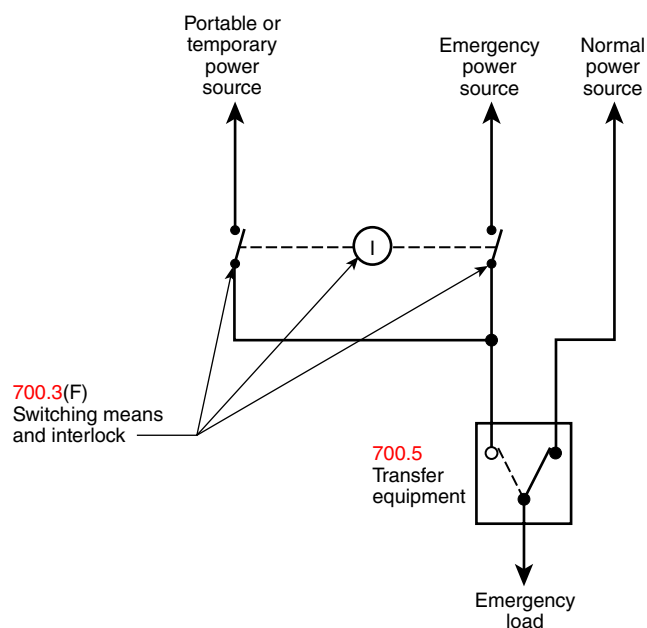 Portable or
temporary
power
source
Emergency
power
source
Normal
power
source
I
700.3(F)
Switching means
and interlock
700.5
Transfer
equipment
Emergency
load